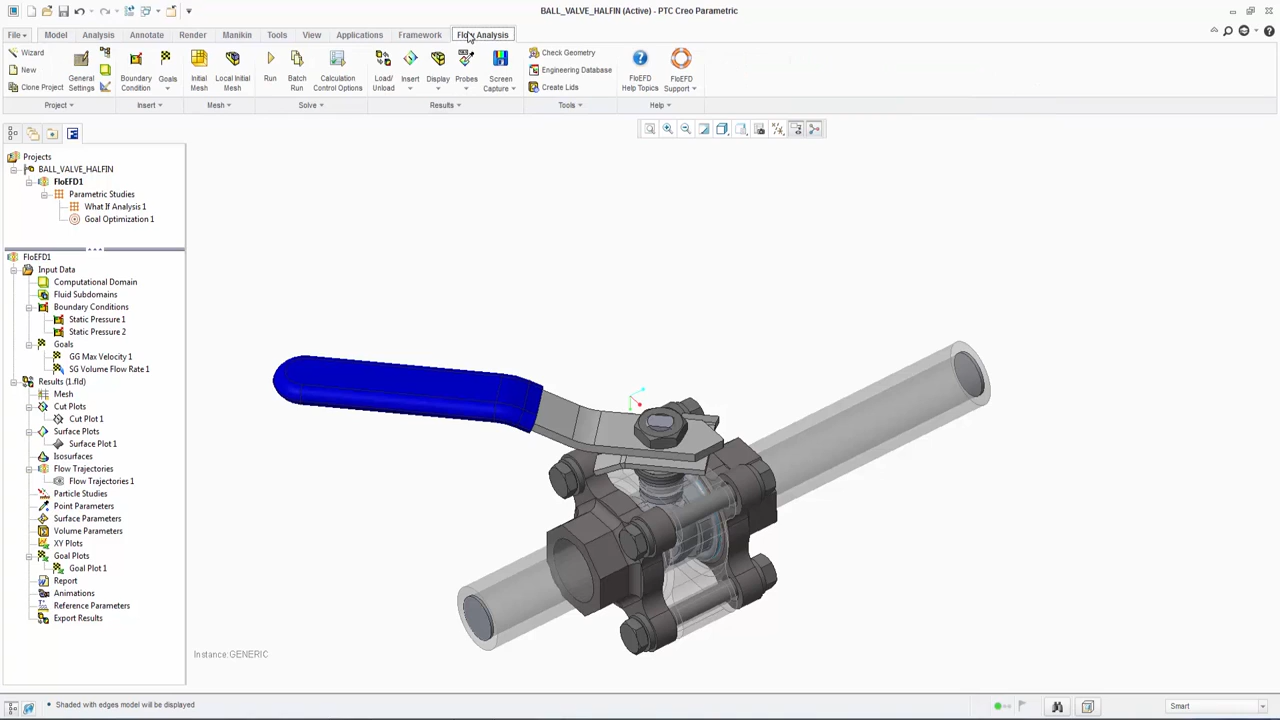 BALL_VALVE_HALFIN (Active) - PTC Creo Parametric
File Model Analysis Annotate Render Manikin Tools View Applications Framework Flow Analysis
Wizard
New
Clone Project
General Settings
Boundary Condition
Goals
Initial Mesh
Local Initial Mesh
Run
Batch Run
Calculation Control Options
Load/ Unload
Insert
Display
Probes
Screen Capture
Check Geometry
Engineering Database
Create Lids
FloEFD Help Topics
FloEFD Support
Project Insert Mesh Solve Results Tools Help
Projects
BALL_VALVE_HALFIN
FloEFD1
Parametric Studies
What If Analysis 1
Goal Optimization 1
FloEFD1
Input Data
Computational Domain
Fluid Subdomains
Boundary Conditions
Static Pressure 1
Static Pressure 2
Goals
GG Max Velocity 1
SG Volume Flow Rate 1
Results (1.fld)
Mesh
Cut Plots
Cut Plot 1
Surface Plots
Surface Plot 1
Isosurfaces
Flow Trajectories
Flow Trajectories 1
Particle Studies
Point Parameters
Surface Parameters
Volume Parameters
XY Plots
Goal Plots
Goal Plot 1
Report
Animations
Reference Parameters
Export Results
Instance:GENERIC
• Shaded with edges model will be displayed
Smart